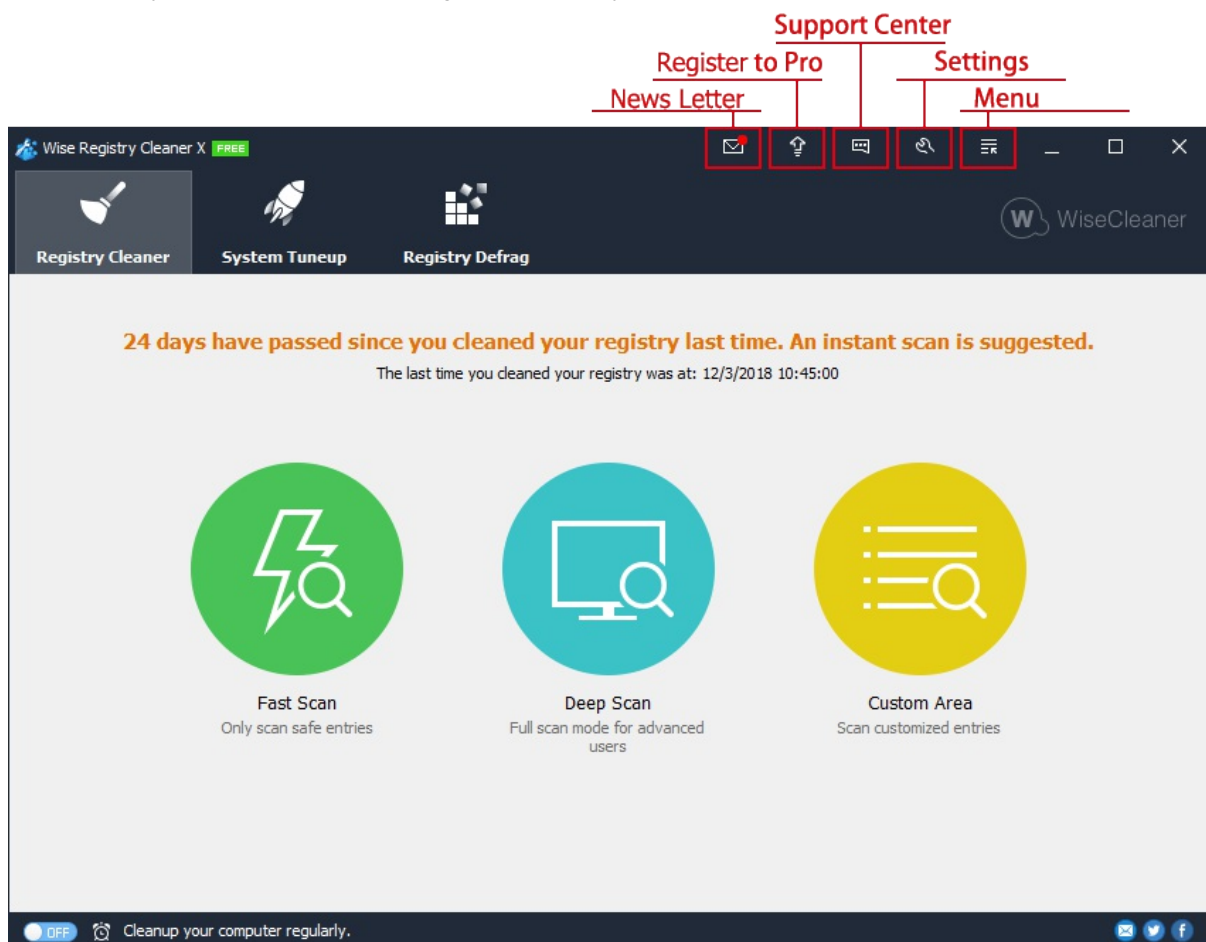 Support Center
Register to Pro
Settings
News Letter
Menu
Wise Registry Cleaner X FREE
W WiseCleaner
Registry Cleaner
System Tuneup
Registry Defrag
24 days have passed since you cleaned your registry last time. An instant scan is suggested.
The last time you cleaned your registry was at: 12/3/2018 10:45:00
Fast Scan
Only scan safe entries
Deep Scan
Full scan mode for advanced
users
Custom Area
Scan customized entries
OFF
Cleanup your computer regularly.